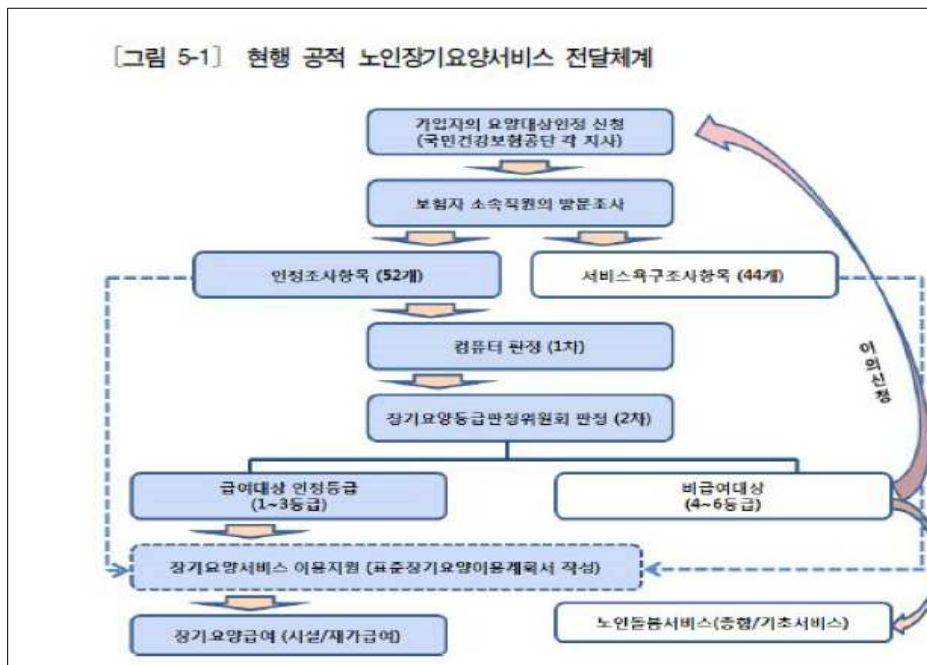 [그림 5-1] 현행 공적 노인장기요양서비스 전달체계
가입자의 요양대상인정 신청
(국민건강보험공단 각 지사)
보험자 소속직원의 방문조사
인정조사항목 (52개)
서비스욕구조사항목 (44개)
컴퓨터 판정 (1차)
이의신청
장기요양등급판정위원회 판정 (2차)
급여대상 인정등급
(1~3등급)
비급여대상
(4~6등급)
장기요양서비스 이용지원 (표준장기요양이용계획서 작성)
장기요양급여 (시설/재가급여)
노인돌봄서비스(종합/기초서비스)